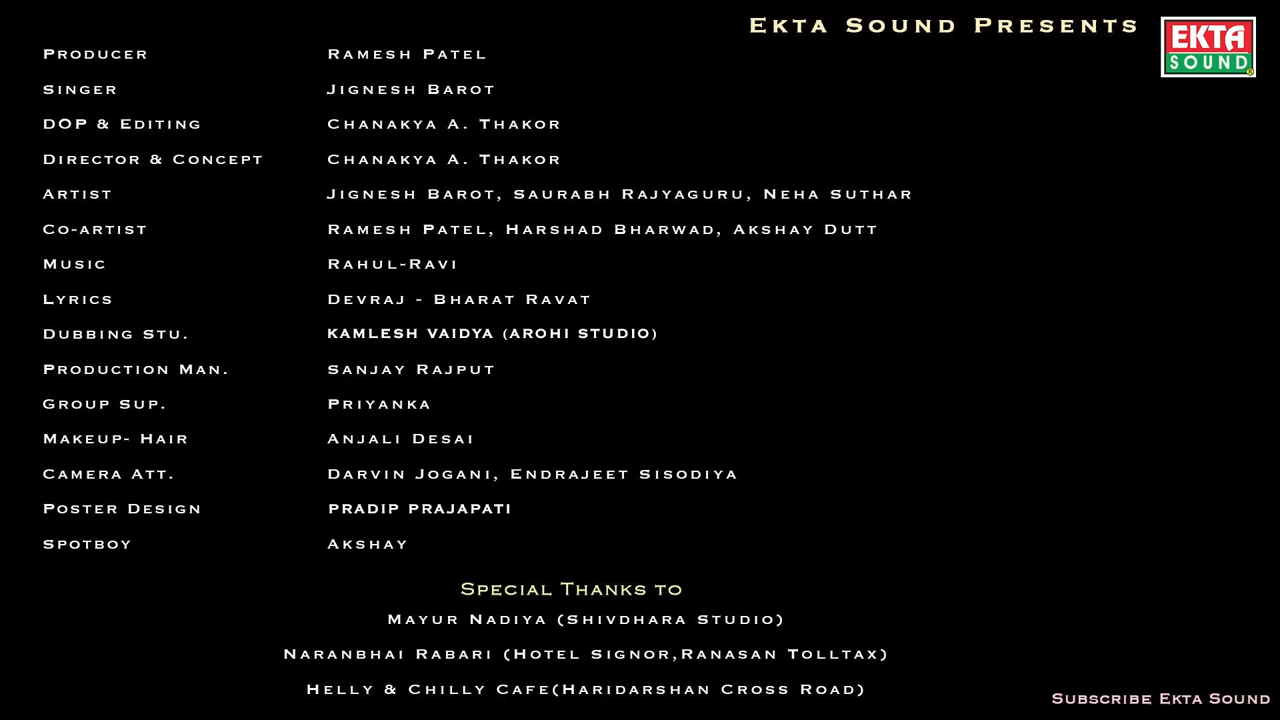 Ekta Sound Presents
EKTA
SOUND
Producer Ramesh Patel
Singer Jignesh Barot
DOP & Editing Chanakya A. Thakor
Director & Concept Chanakya A. Thakor
Artist Jignesh Barot, Saurabh Rajyaguru, Neha Suthar
Co-artist Ramesh Patel, Harshad Bharwad, Akshay Dutt
Music Rahul-Ravi
Lyrics Devraj - Bharat Ravat
Dubbing Stu. KAMLESH VAIDYA (AROHI STUDIO)
Production Man. Sanjay Rajput
Group Sup. Priyanka
Makeup- Hair Anjali Desai
Camera Att. Darvin Jogani, Endrajeet Sisodiya
Poster Design PRADIP PRAJAPATI
Spotboy Akshay
Special Thanks to
Mayur Nadiya (Shivdhara Studio)
Naranbhai Rabari (Hotel Signor,Ranasan Tolltax)
Helly & Chilly Cafe(Haridarshan Cross Road)
Subscribe Ekta Sound